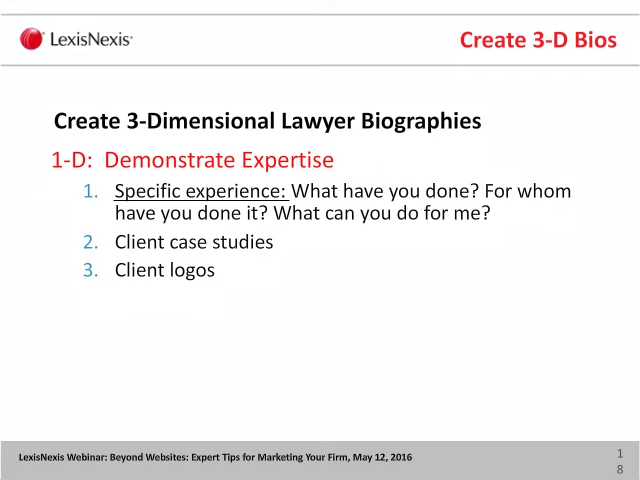 LexisNexis®
Create 3-D Bios
Create 3-Dimensional Lawyer Biographies
1-D: Demonstrate Expertise
1. Specific experience: What have you done? For whom
have you done it? What can you do for me?
2. Client case studies
3. Client logos
LexisNexis Webinar: Beyond Websites: Expert Tips for Marketing Your Firm, May 12, 2016
1
8